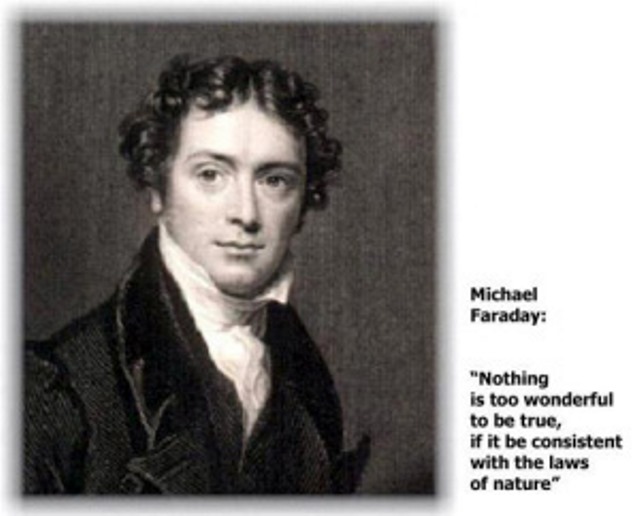 Michael
Faraday:
“Nothing
is too wonderful
to be true,
if it be consistent
with the laws
of nature”